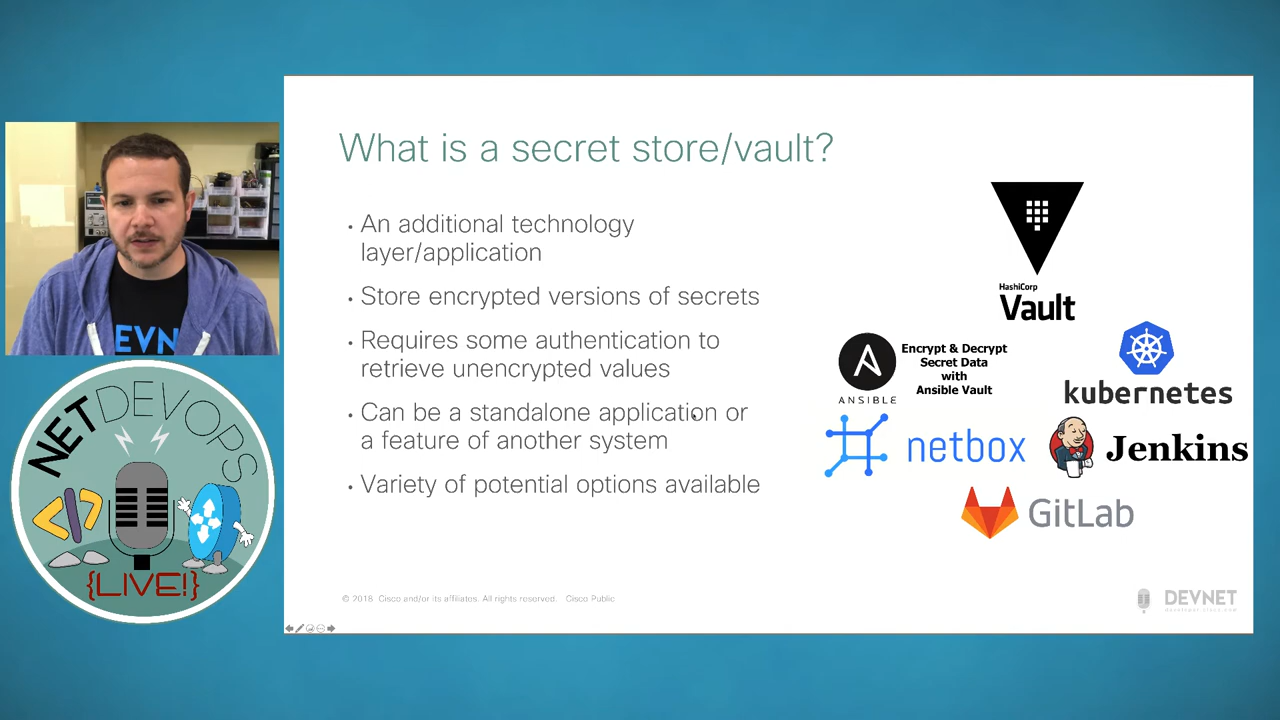 What is a secret store/vault?
• An additional technology
layer/application
• Store encrypted versions of secrets
• Requires some authentication to
retrieve unencrypted values
• Can be a standalone application or
a feature of another system
• Variety of potential options available
HashiCorp
Vault
A
ANSIBLE
Encrypt & Decrypt
Secret Data
with
Ansible Vault
kubernetes
netbox
Jenkins
GitLab
© 2018 Cisco and/or its affiliates. All rights reserved. Cisco Public
DEVNET
developer.cisco.com
EVN
NETDEVOPS
</>
{LIVE!}